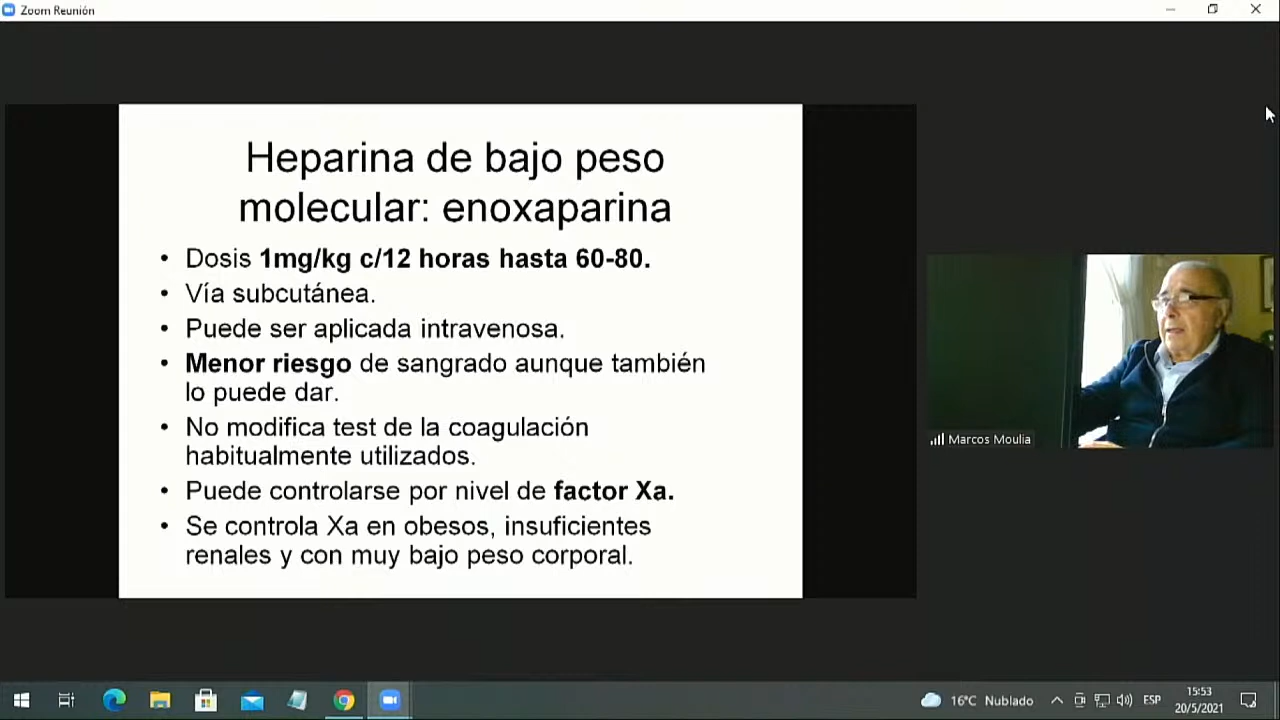 Zoom Reunión
Heparina de bajo peso
molecular: enoxaparina
• Dosis 1mg/kg c/12 horas hasta 60-80.
• Vía subcutánea.
• Puede ser aplicada intravenosa.
• Menor riesgo de sangrado aunque también
lo puede dar.
• No modifica test de la coagulación
habitualmente utilizados.
• Puede controlarse por nivel de factor Xa.
• Se controla Xa en obesos, insuficientes
renales y con muy bajo peso corporal.
Marcos Moulia
16°C Nublado
ESP
15:53
20/5/2021